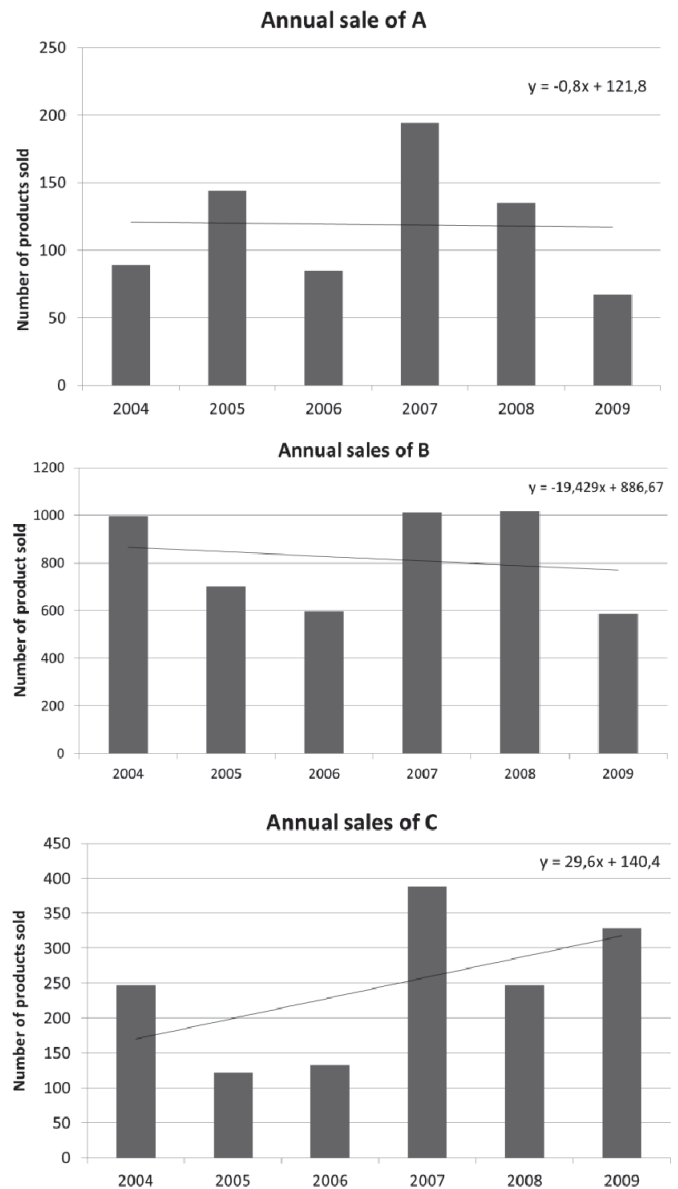 Annual sale of A
y = -0,8x + 121,8
Number of products sold
250
200
150
100
50
0
2004 2005 2006 2007 2008 2009
Annual sales of B
y = -19,429x + 886,67
Number of product sold
1200
1000
800
600
400
200
0
2004 2005 2006 2007 2008 2009
Annual sales of C
y = 29,6x + 140,4
Number of products sold
450
400
350
300
250
200
150
100
50
0
2004 2005 2006 2007 2008 2009